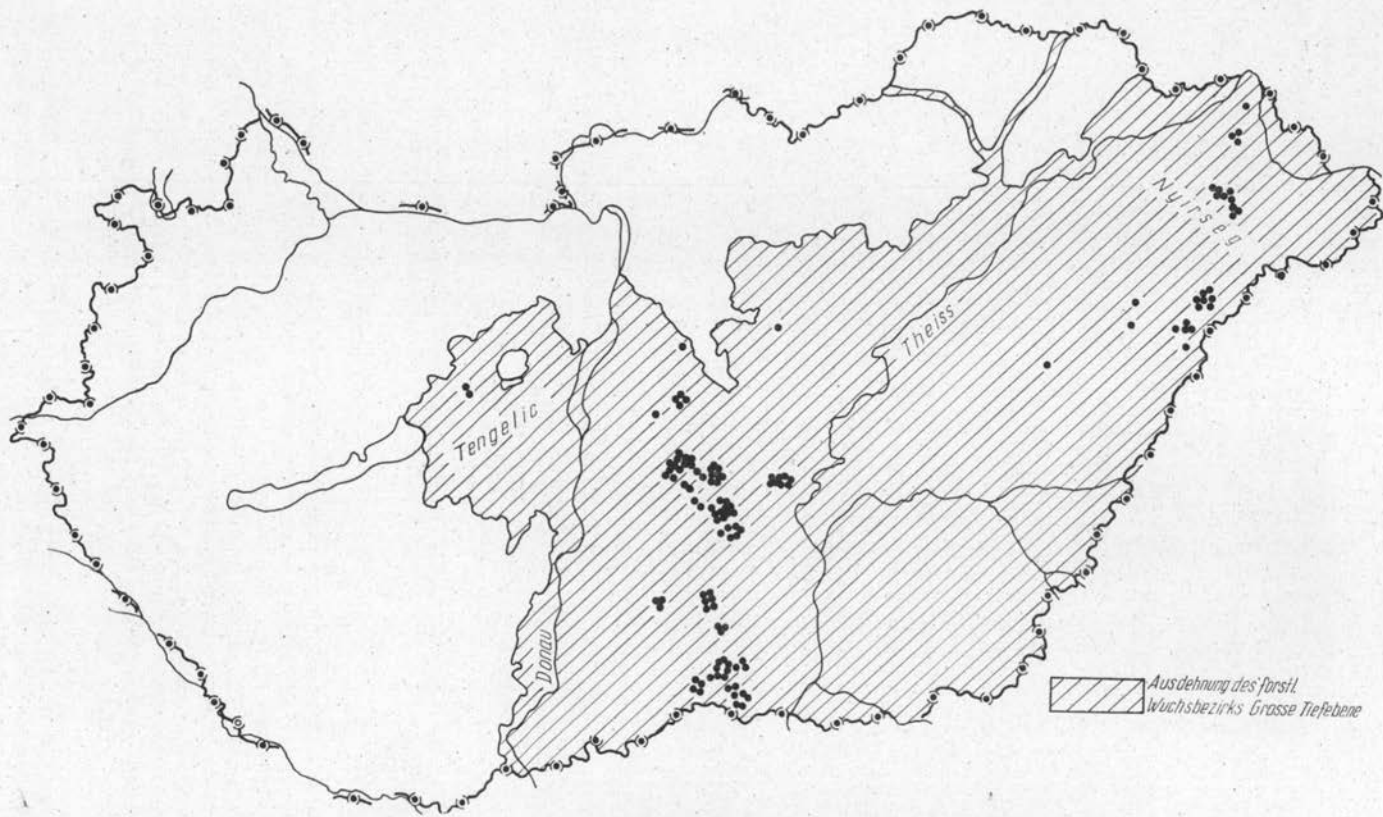 Nyírség
Theiss
Tengelic
Donau
Ausdehnung des forstl.
Wuchsbezirks Grosse Tiefebene